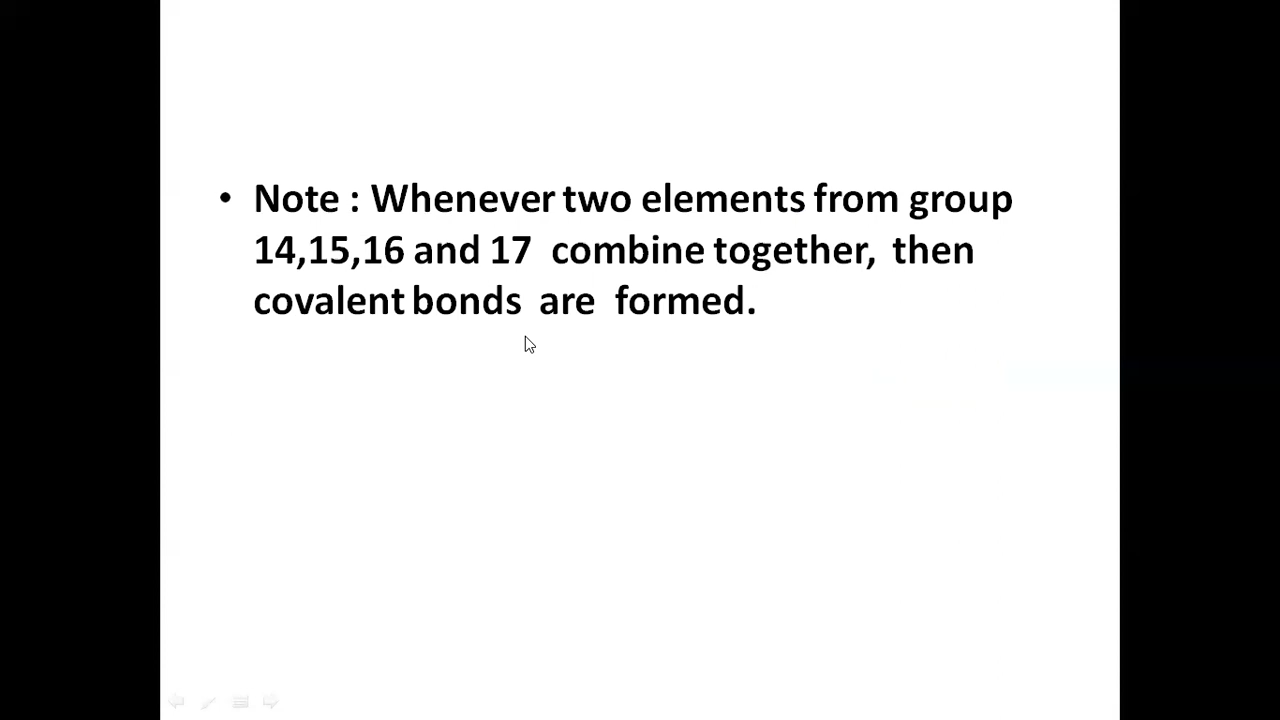 • Note : Whenever two elements from group
14,15,16 and 17 combine together, then
covalent bonds are formed.